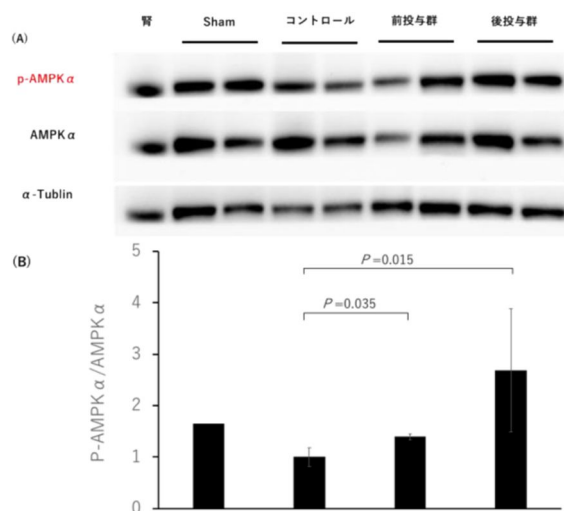 腎 Sham コントロール 前投与群 後投与群
(A)
p-AMPKα
AMPKα
α-Tublin
(B)
P-AMPKα/AMPKα
5
4
3
2
1
0
P=0.015
P=0.035